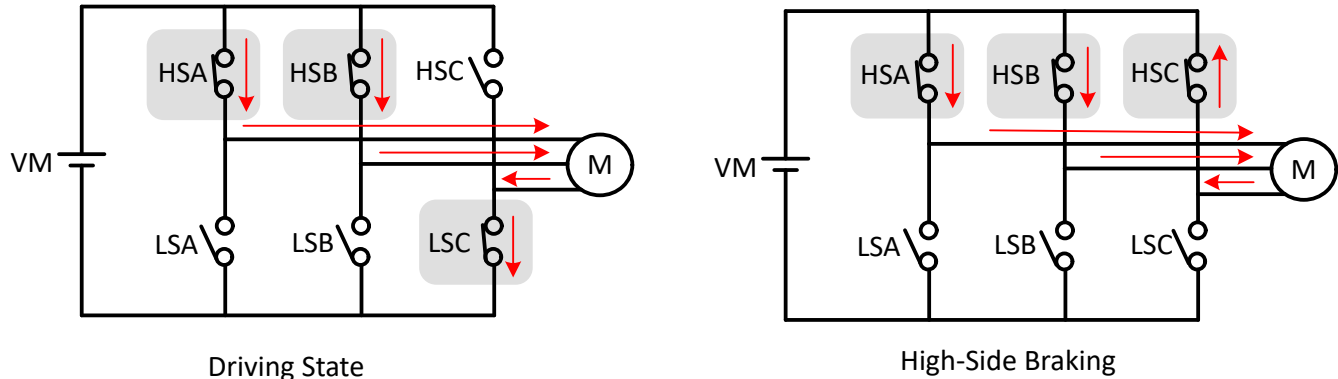 HSA HSB HSC HSA HSB HSC
VM M VM M
LSA LSB LSC LSA LSB LSC
Driving State High-Side Braking